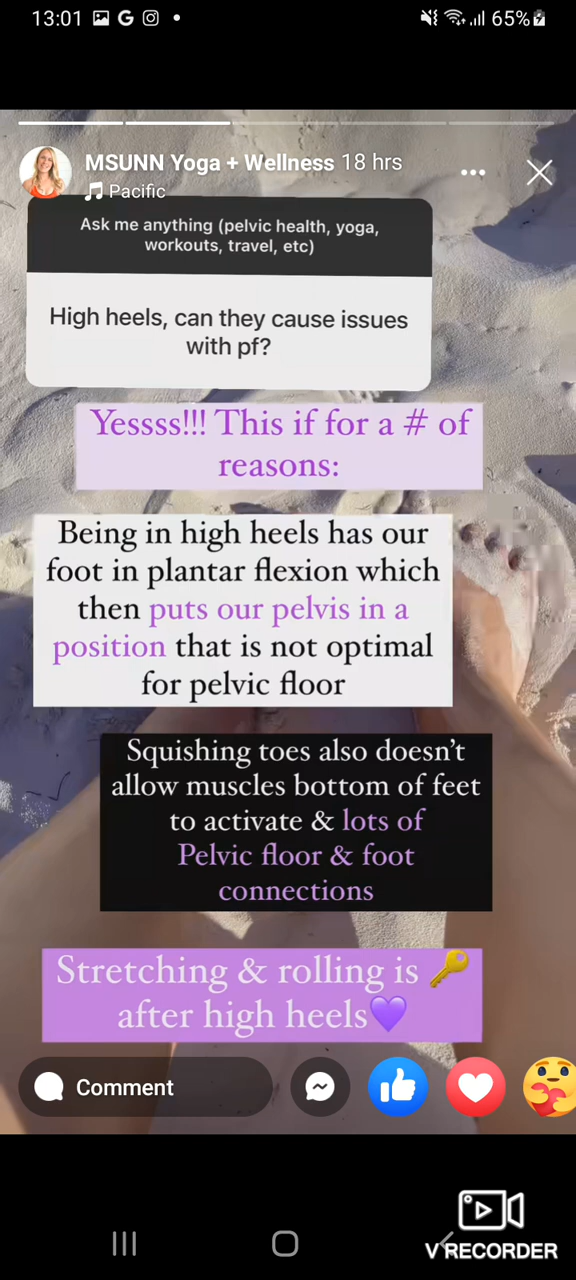 13:01
65%
MSUNN Yoga + Wellness 18 hrs
Pacific
Ask me anything (pelvic health, yoga,
workouts, travel, etc)
High heels, can they cause issues
with pf?
Yessss!!! This if for a # of
reasons:
Being in high heels has our
foot in plantar flexion which
then puts our pelvis in a
position that is not optimal
for pelvic floor
Squishing toes also doesn't
allow muscles bottom of feet
to activate & lots of
Pelvic floor & foot
connections
Stretching & rolling is 🔑
after high heels💜
Comment
V RECORDER